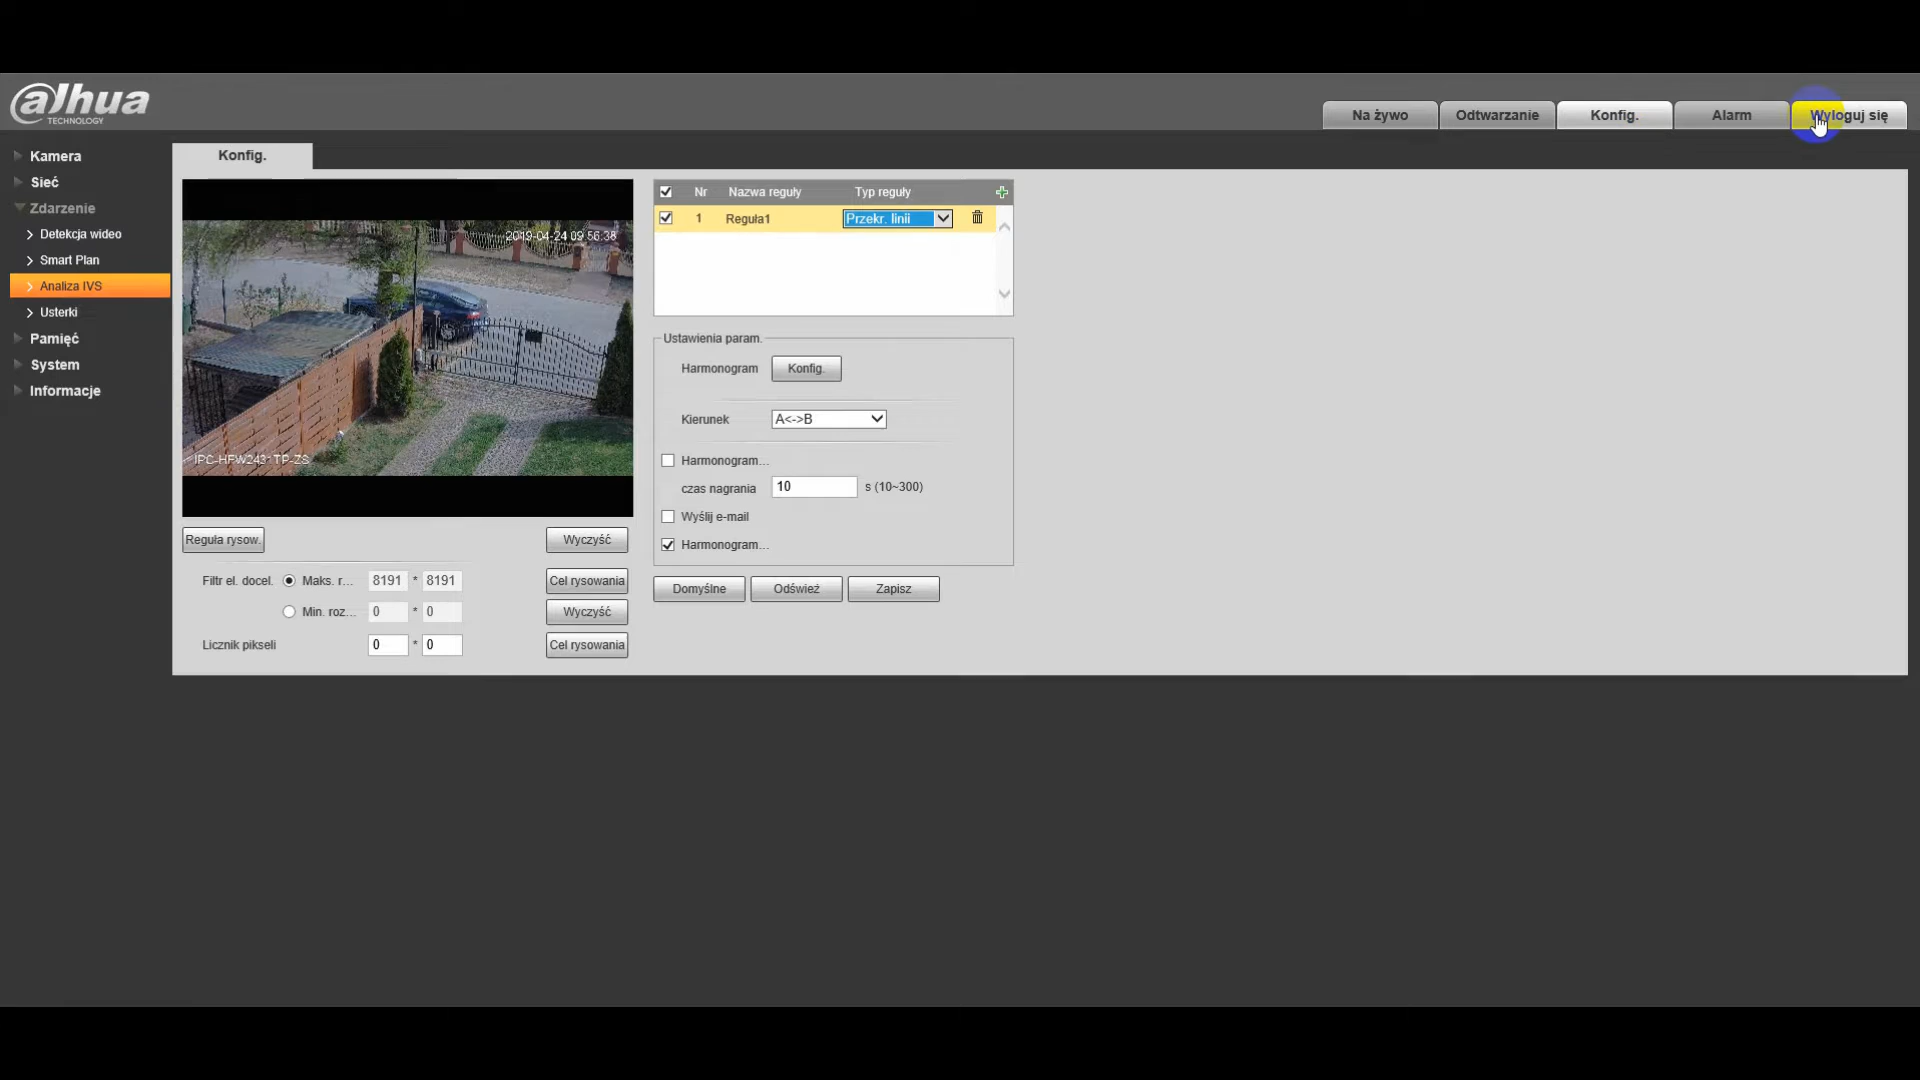 alhua
TECHNOLOGY
Na żywo
Odtwarzanie
Konfig.
Alarm
Wyloguj się
Kamera
Sieć
Zdarzenie
Detekcja wideo
Smart Plan
Analiza IVS
Usterki
Pamięć
System
Informacje
Konfig.
2019-04-24 09:56:38
IPC-HFW2431TP-ZS
Reguła rysow.
Wyczyść
Filtr el. docel.
Maks. r...
8191 * 8191
Cel rysowania
Min. roz...
0 * 0
Wyczyść
Licznik pikseli
0 * 0
Cel rysowania
Nr Nazwa reguły Typ reguły
1 Reguła1 Przekr. linii
Ustawienia param.
Harmonogram Konfig.
Kierunek A<->B
Harmonogram...
czas nagrania 10 s (10~300)
Wyślij e-mail
Harmonogram...
Domyślne
Odśwież
Zapisz